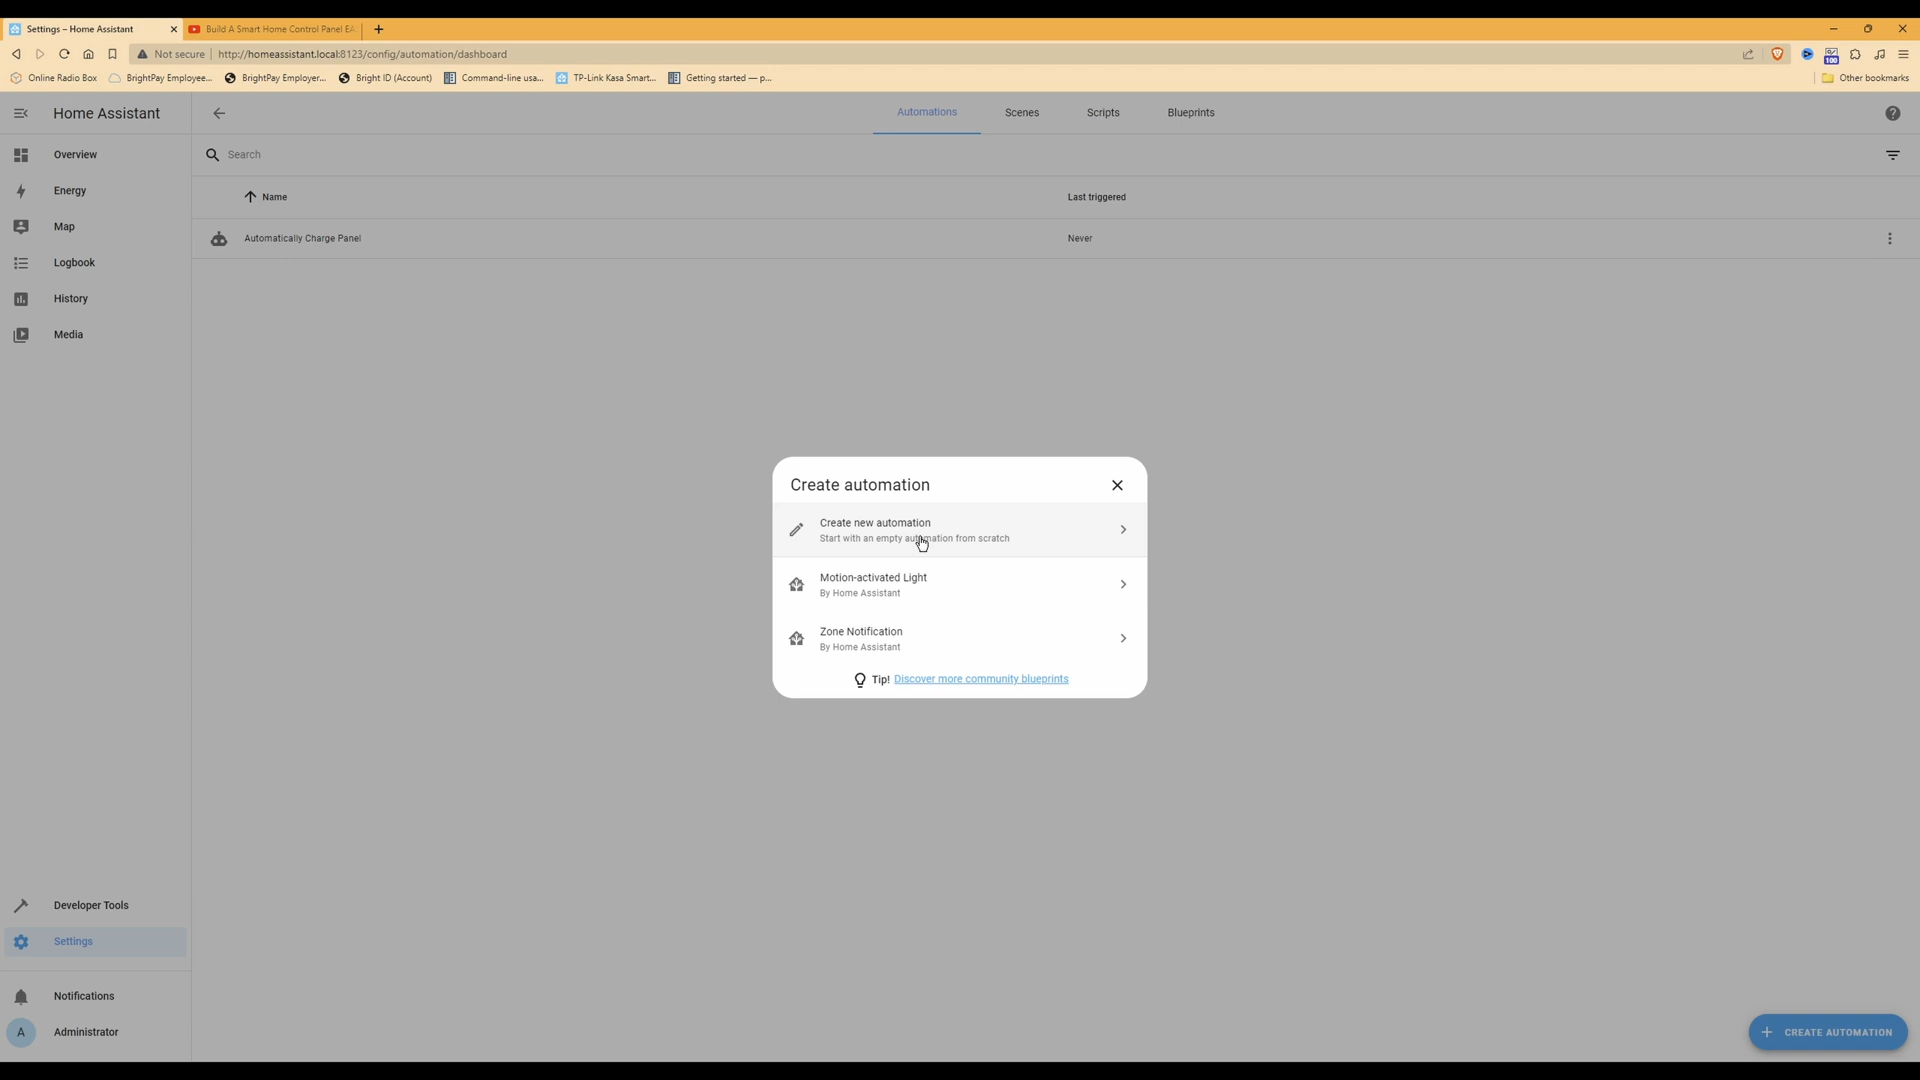 Settings – Home Assistant
Build A Smart Home Control Panel EA
Not secure
http://homeassistant.local:8123/config/automation/dashboard
100
Online Radio Box
BrightPay Employee...
BrightPay Employer...
Bright ID (Account)
Command-line usa...
TP-Link Kasa Smart...
Getting started — p...
Other bookmarks
Home Assistant
Automations
Scenes
Scripts
Blueprints
Overview
Energy
Map
Logbook
History
Media
Developer Tools
Settings
Notifications
A
Administrator
Search
Name
Last triggered
Automatically Charge Panel
Never
Create automation
Create new automation
Start with an empty automation from scratch
Motion-activated Light
By Home Assistant
Zone Notification
By Home Assistant
Tip! Discover more community blueprints
CREATE AUTOMATION